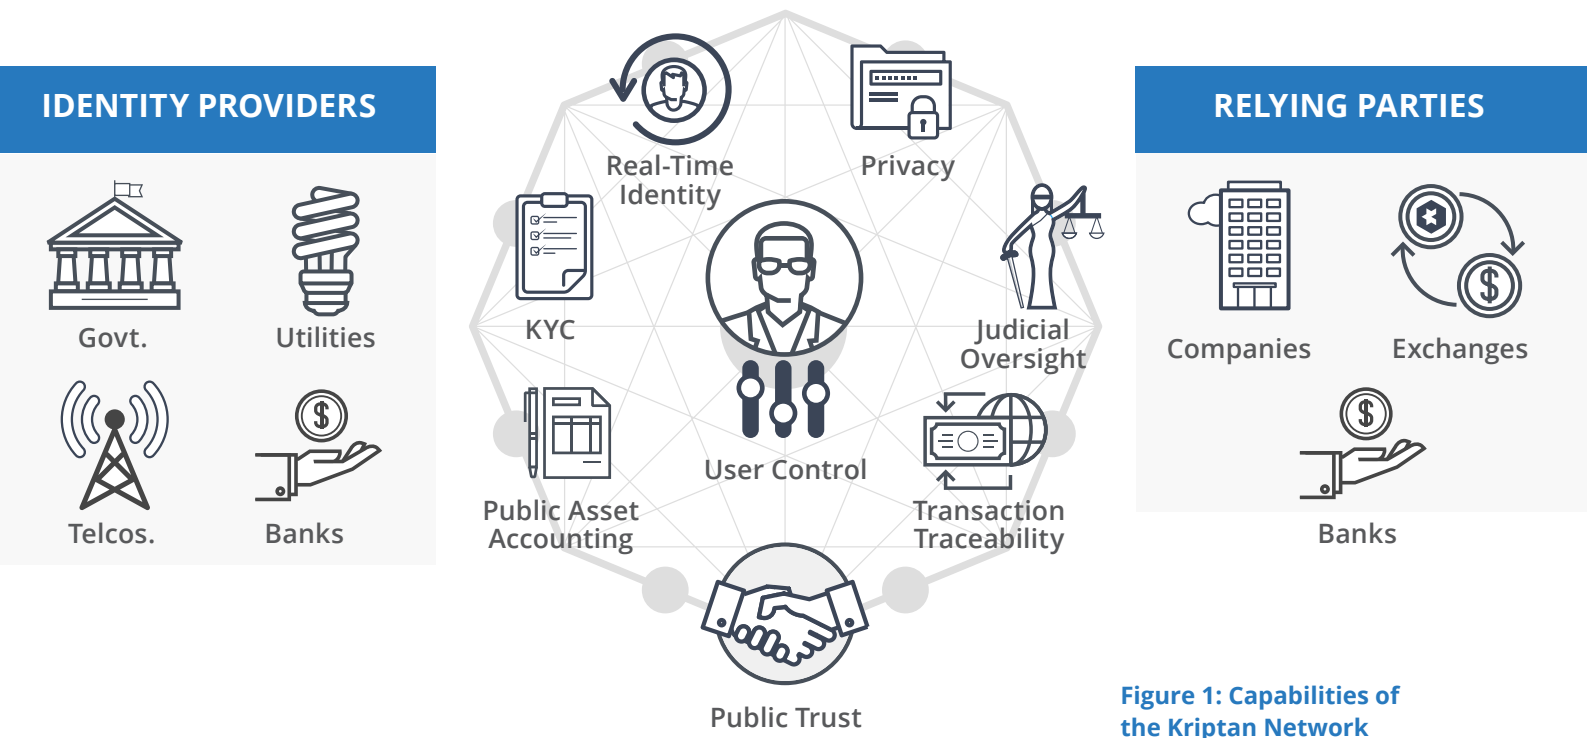 IDENTITY PROVIDERS
Govt.
Utilities
Telcos.
Banks
Real-Time
Identity
Privacy
KYC
Judicial
Oversight
User Control
Public Asset
Accounting
Transaction
Traceability
Public Trust
RELYING PARTIES
Companies
Exchanges
Banks
Figure 1: Capabilities of
the Kriptan Network